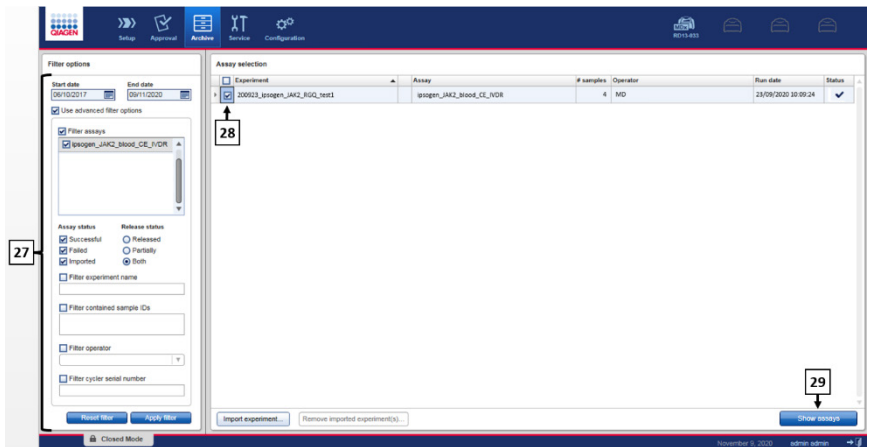 QIAGEN
Setup Approval Archive Service Configuration
RD13-933
Filter options
Start date End date
06/10/2017 09/11/2020
Use advanced filter options
Filter assays
ipsogen_JAK2_blood_CE_IVDR
Assay status Release status
Successful Released
Failed Partially
Imported Both
Filter experiment name
Filter contained sample IDs
Filter operator
Filter cycler serial number
Reset filter Apply filter
27
Assay selection
Experiment Assay # samples Operator Run date Status
200923_ipsogen_JAK2_RGQ_test1 ipsogen_JAK2_blood_CE_IVDR 4 MD 23/09/2020 10:09:24
28
29
Import experiment... Remove imported experiment(s)... Show assays
Closed Mode November 9, 2020 admin admin